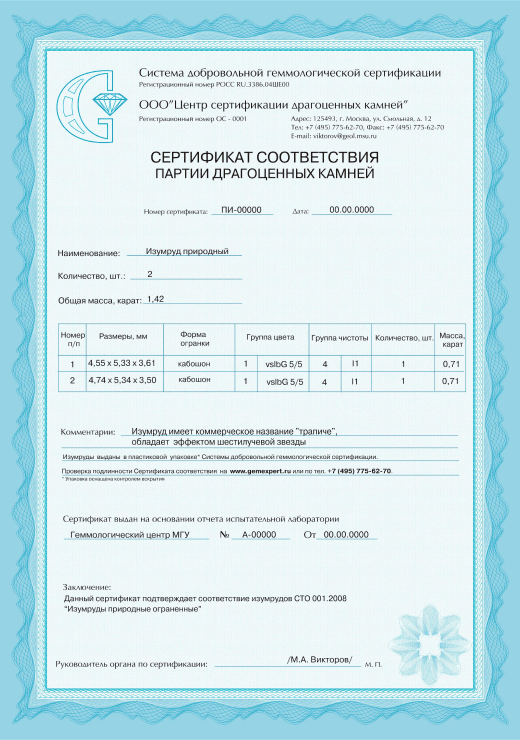 Система добровольной геммологической сертификации
Регистрационный номер РОСС RU.3386.04ШЕ00
ООО"Центр сертификации драгоценных камней"
Регистрационный номер ОС - 0001
Адрес: 125493, г. Москва, ул. Смольная, д. 12
Тел: +7 (495) 775-62-70, Факс: +7 (495) 775-62-70
E-mail: viktorov@geol.msu.ru
СЕРТИФИКАТ СООТВЕТСТВИЯ
ПАРТИИ ДРАГОЦЕННЫХ КАМНЕЙ
Номер сертификата: ПИ-00000 Дата: 00.00.0000
Наименование: Изумруд природный
Количество, шт.: 2
Общая масса, карат: 1,42
Номер п/п Размеры, мм Форма огранки Группа цвета Группа чистоты Количество, шт. Масса, карат
1 4,55 x 5,33 x 3,61 кабошон 1 vslbG 5/5 4 I1 1 0,71
2 4,74 x 5,34 x 3,50 кабошон 1 vslbG 5/5 4 I1 1 0,71
Комментарии: Изумруд имеет коммерческое название "трапиче",
обладает эффектом шестилучевой звезды
Изумруды выданы в пластиковой упаковке* Системы добровольной геммологической сертификации.
Проверка подлинности Сертификата соответствия на www.gemexpert.ru или по тел. +7 (495) 775-62-70.
* Упаковка оснащена контролем вскрытия
Сертификат выдан на основании отчета испытательной лаборатории
Геммологический центр МГУ № А-00000 От 00.00.0000
Заключение:
Данный сертификат подтверждает соответствие изумрудов СТО 001.2008
"Изумруды природные ограненные"
Руководитель органа по сертификации: /М.А. Викторов/ М. П.